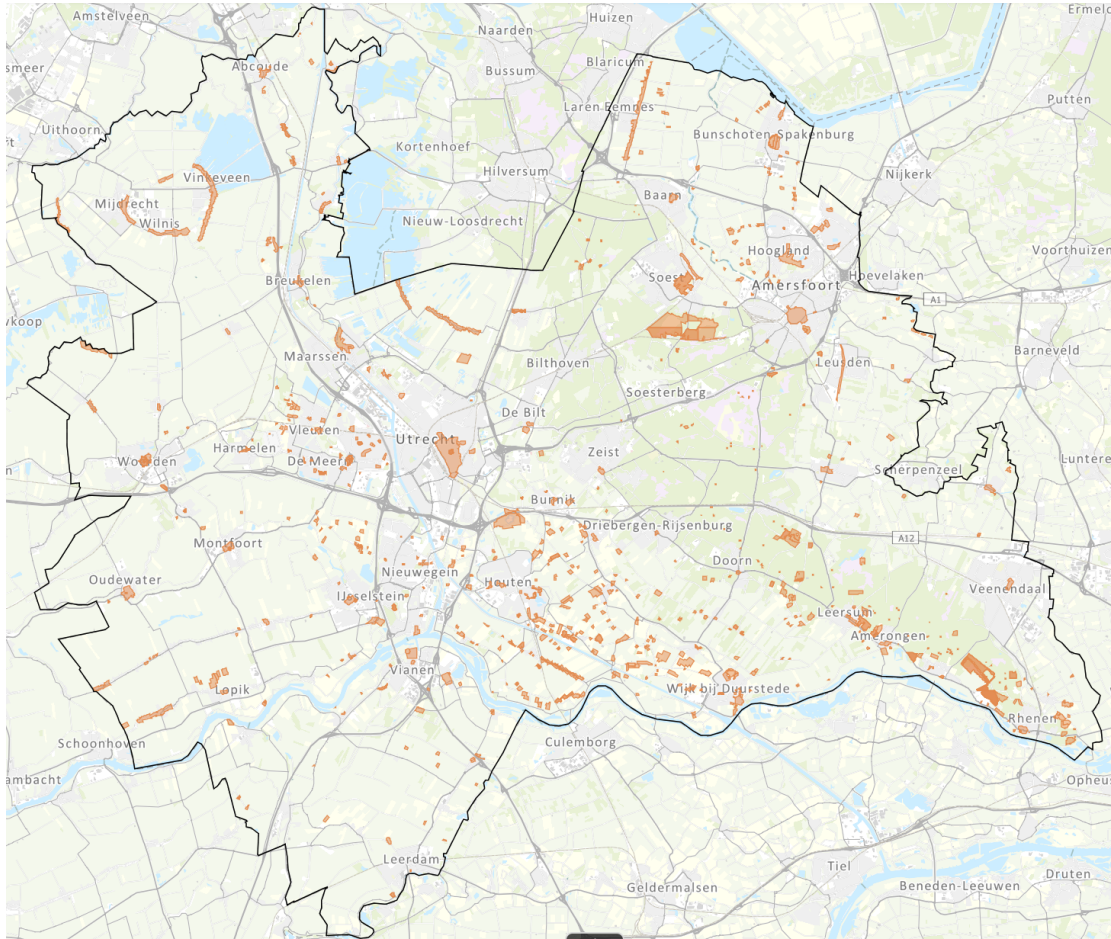 Amstelveen
Huizen
Ermelo
Naarden
Abcoude
Blaricum
smeer
Bussum
Putten
Laren Eemnes
Uithoorn
Bunschoten Spakenburg
Kortenhoef
Hilversum
Nijkerk
Vinkeveen
Baarn
Mijdrecht
Wilnis
Nieuw-Loosdrecht
Hoogland
Voorthuizen
Breukelen
Soest
Hoevelaken
Amersfoort
A1
wkoop
Maarssen
Barneveld
Bilthoven
Leusden
Soesterberg
De Bilt
Vleuten
Utrecht
Harmelen
Zeist
Woerden
De Meern
Scherpenzeel
Lunteren
Bunnik
Driebergen-Rijsenburg
A12
Montfoort
Doorn
Nieuwegein
Oudewater
Houten
Veenendaal
IJsselstein
Leersum
Amerongen
Vianen
Lopik
Wijk bij Duurstede
Rhenen
Schoonhoven
Culemborg
ambacht
Opheus
Leerdam
Tiel
Geldermalsen
Beneden-Leeuwen
Druten